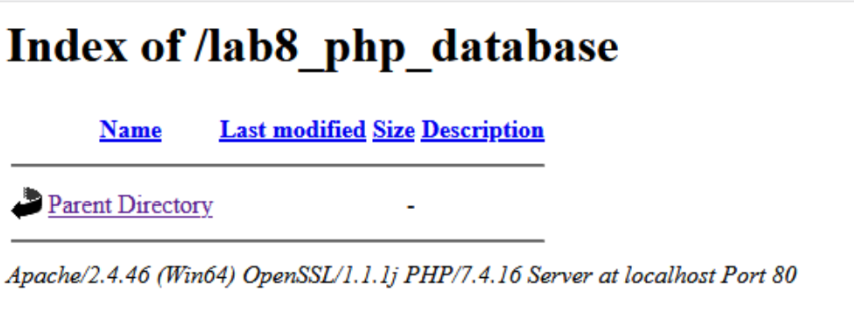 Index of /lab8_php_database
Name Last modified Size Description
Parent Directory -
Apache/2.4.46 (Win64) OpenSSL/1.1.1j PHP/7.4.16 Server at localhost Port 80